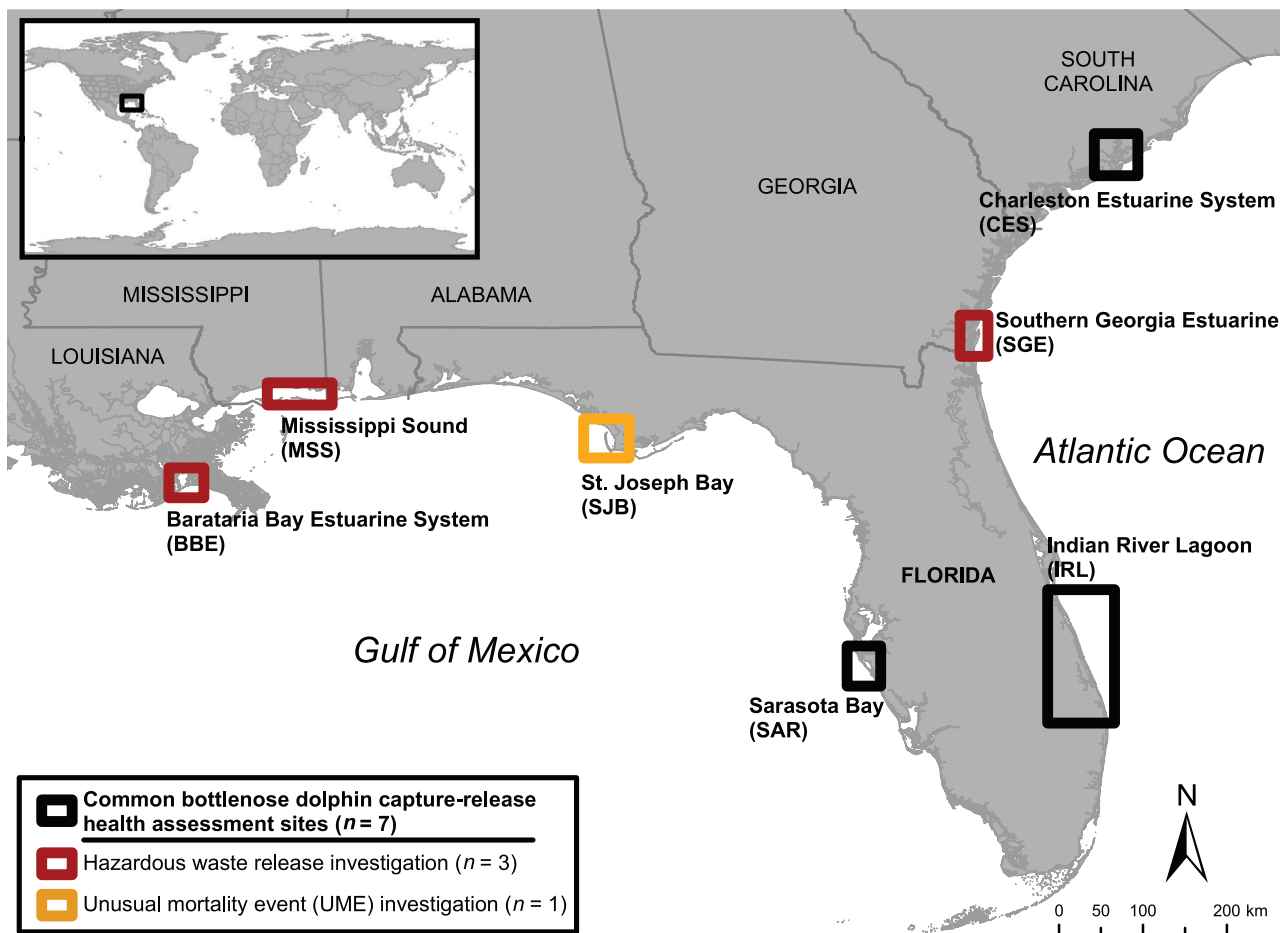 SOUTH
CAROLINA
GEORGIA
Charleston Estuarine System
(CES)
MISSISSIPPI
ALABAMA
Southern Georgia Estuarine
(SGE)
LOUISIANA
Mississippi Sound
(MSS)
Atlantic Ocean
St. Joseph Bay
(SJB)
Barataria Bay Estuarine System
(BBE)
Indian River Lagoon
(IRL)
FLORIDA
Gulf of Mexico
Sarasota Bay
(SAR)
Common bottlenose dolphin capture-release
health assessment sites (n = 7)
Hazardous waste release investigation (n = 3)
Unusual mortality event (UME) investigation (n = 1)
N
0 50 100 200 km